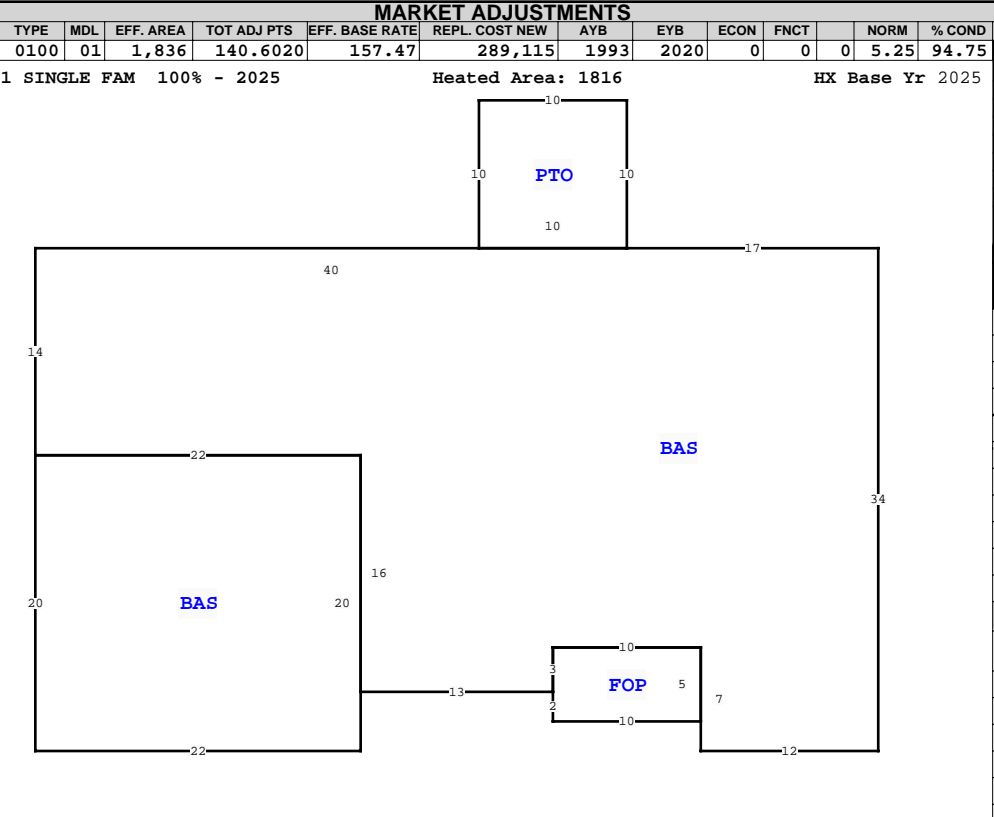 MARKET ADJUSTMENTS
TYPE MDL EFF. AREA TOT ADJ PTS EFF. BASE RATE REPL. COST NEW AYB EYB ECON FNCT NORM % COND
0100 01 1,836 140.6020 157.47 289,115 1993 2020 0 0 0 5.25 94.75
1 SINGLE FAM 100% - 2025 Heated Area: 1816 HX Base Yr 2025
10
10 PTO 10
10
17
40
14
BAS
22
34
16
20 BAS 20
10
3
FOP 5
7
13
2
10
22 12